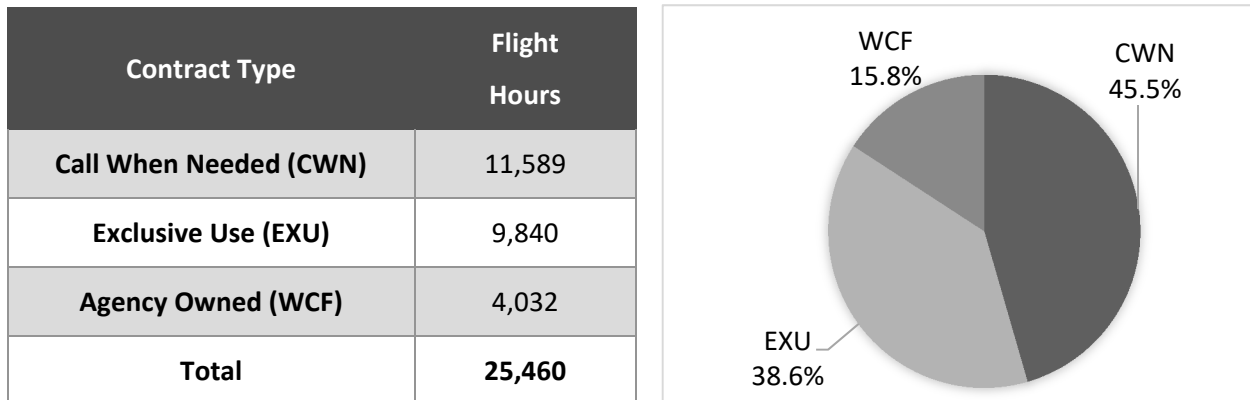 Contract Type
Flight
Hours
Call When Needed (CWN)
11,589
Exclusive Use (EXU)
9,840
Agency Owned (WCF)
4,032
Total
25,460
WCF
15.8%
CWN
45.5%
EXU
38.6%